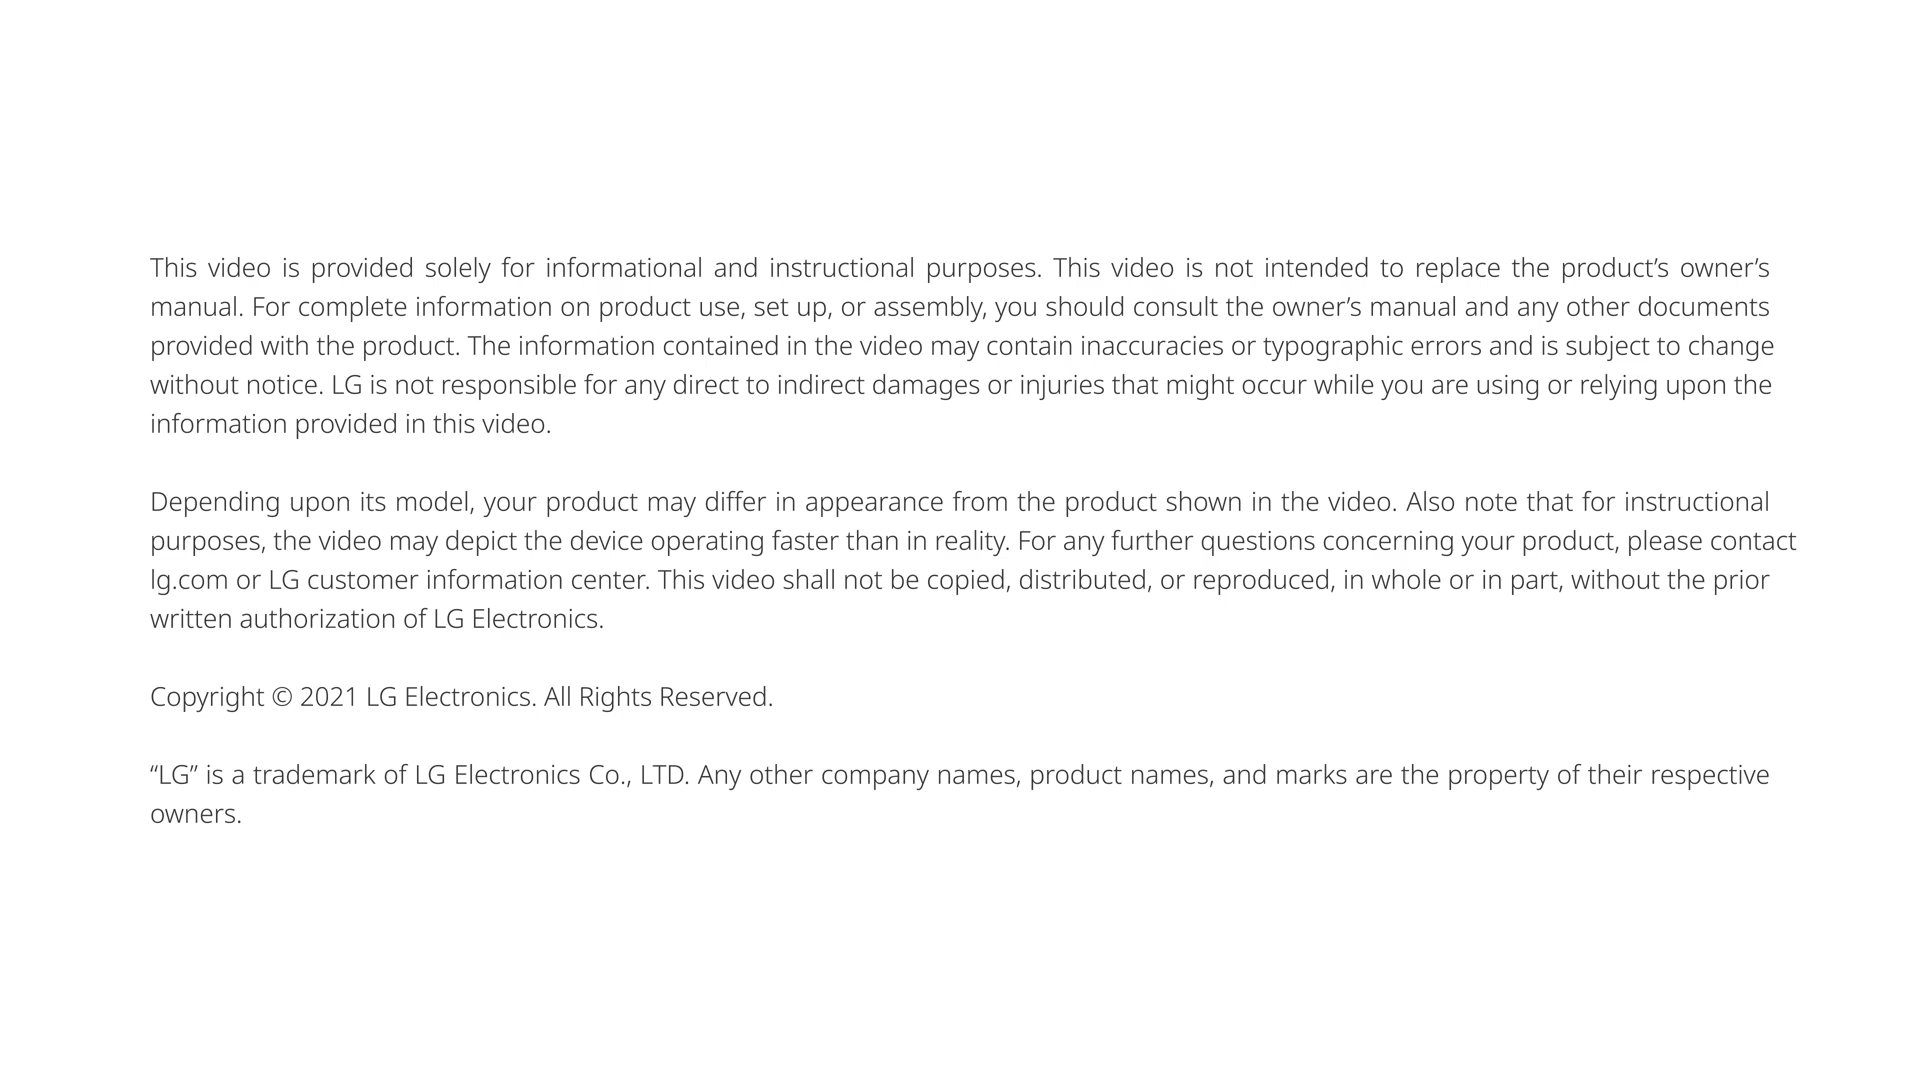 This video is provided solely for informational and instructional purposes. This video is not intended to replace the product’s owner’s
manual. For complete information on product use, set up, or assembly, you should consult the owner’s manual and any other documents
provided with the product. The information contained in the video may contain inaccuracies or typographic errors and is subject to change
without notice. LG is not responsible for any direct to indirect damages or injuries that might occur while you are using or relying upon the
information provided in this video.
Depending upon its model, your product may differ in appearance from the product shown in the video. Also note that for instructional
purposes, the video may depict the device operating faster than in reality. For any further questions concerning your product, please contact
lg.com or LG customer information center. This video shall not be copied, distributed, or reproduced, in whole or in part, without the prior
written authorization of LG Electronics.
Copyright © 2021 LG Electronics. All Rights Reserved.
“LG” is a trademark of LG Electronics Co., LTD. Any other company names, product names, and marks are the property of their respective
owners.